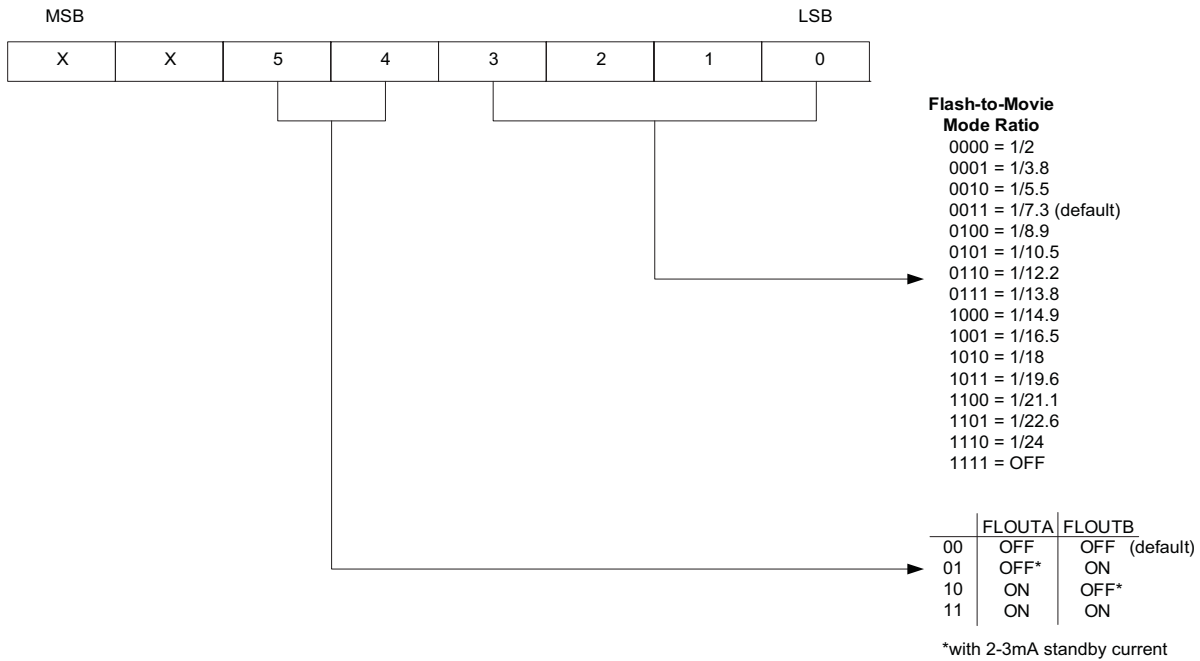 MSB LSB
X X 5 4 3 2 1 0
Flash-to-Movie
Mode Ratio
0000 = 1/2
0001 = 1/3.8
0010 = 1/5.5
0011 = 1/7.3 (default)
0100 = 1/8.9
0101 = 1/10.5
0110 = 1/12.2
0111 = 1/13.8
1000 = 1/14.9
1001 = 1/16.5
1010 = 1/18
1011 = 1/19.6
1100 = 1/21.1
1101 = 1/22.6
1110 = 1/24
1111 = OFF
FLOUTA FLOUTB
00 OFF OFF (default)
01 OFF* ON
10 ON OFF*
11 ON ON
*with 2-3mA standby current